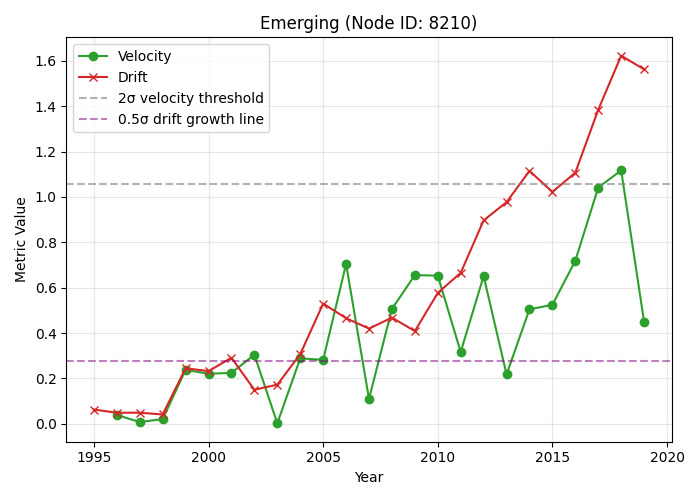 Emerging (Node ID: 8210)
Velocity
Drift
2σ velocity threshold
0.5σ drift growth line
Metric Value
1.6
1.4
1.2
1.0
0.8
0.6
0.4
0.2
0.0
1995 2000 2005 2010 2015 2020
Year